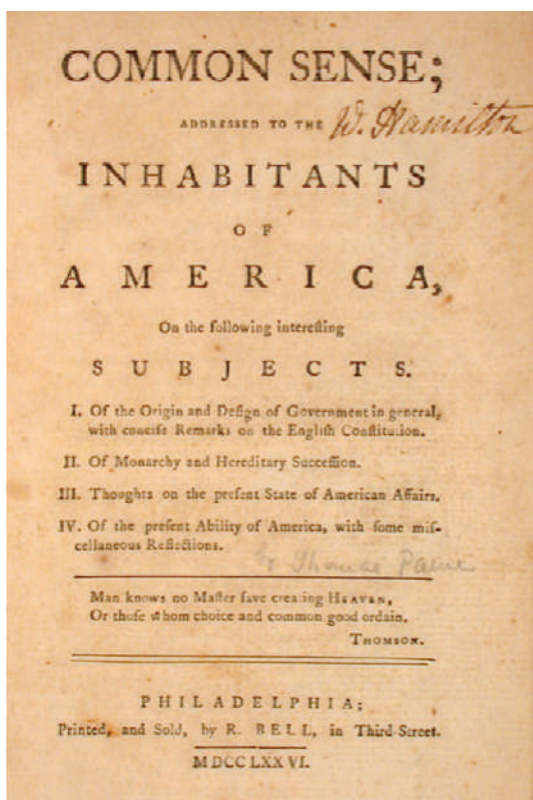 COMMON SENSE;
ADDRESSED TO THE W. Hamilton
INHABITANTS
OF
AMERICA,
On the following intereſting
SUBJECTS.
I. Of the Origin and Deſign of Government in general,
with conciſe Remarks on the Engliſh Conſtitution.
II. Of Monarchy and Hereditary Succeſſion.
III. Thoughts on the preſent State of American Affairs.
IV. Of the preſent Ability of America, with ſome miſ-
cellaneous Reflections.
by Thomas Paine
Man knows no Maſter ſave creating HEAVEN,
Or thoſe whom choice and common good ordain.
THOMSON.
PHILADELPHIA;
Printed, and Sold, by R. BELL, in Third-Street.
MDCCLXXVI.